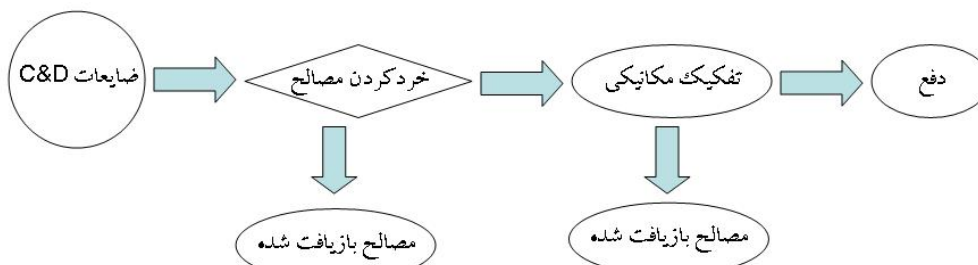 ضایعات C&D
خردکردن مصالح
تفکیک مکانیکی
دفع
مصالح بازیافت شده
مصالح بازیافت شده